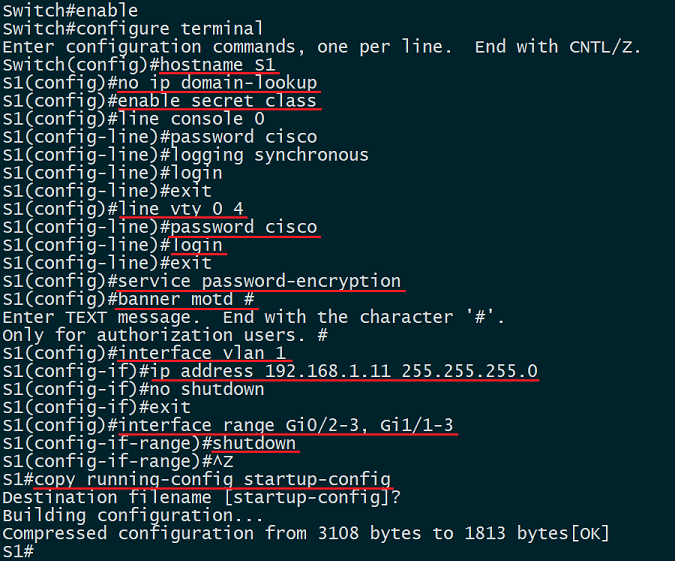 Switch#enable
Switch#configure terminal
Enter configuration commands, one per line.  End with CNTL/Z.
Switch(config)#hostname S1
S1(config)#no ip domain-lookup
S1(config)#enable secret class
S1(config)#line console 0
S1(config-line)#password cisco
S1(config-line)#logging synchronous
S1(config-line)#login
S1(config-line)#exit
S1(config)#line vty 0 4
S1(config-line)#password cisco
S1(config-line)#login
S1(config-line)#exit
S1(config)#service password-encryption
S1(config)#banner motd #
Enter TEXT message.  End with the character '#'.
Only for authorization users. #
S1(config)#interface vlan 1
S1(config-if)#ip address 192.168.1.11 255.255.255.0
S1(config-if)#no shutdown
S1(config-if)#exit
S1(config)#interface range Gi0/2-3, Gi1/1-3
S1(config-if-range)#shutdown
S1(config-if-range)#^Z
S1#copy running-config startup-config
Destination filename [startup-config]?
Building configuration...
Compressed configuration from 3108 bytes to 1813 bytes[OK]
S1#